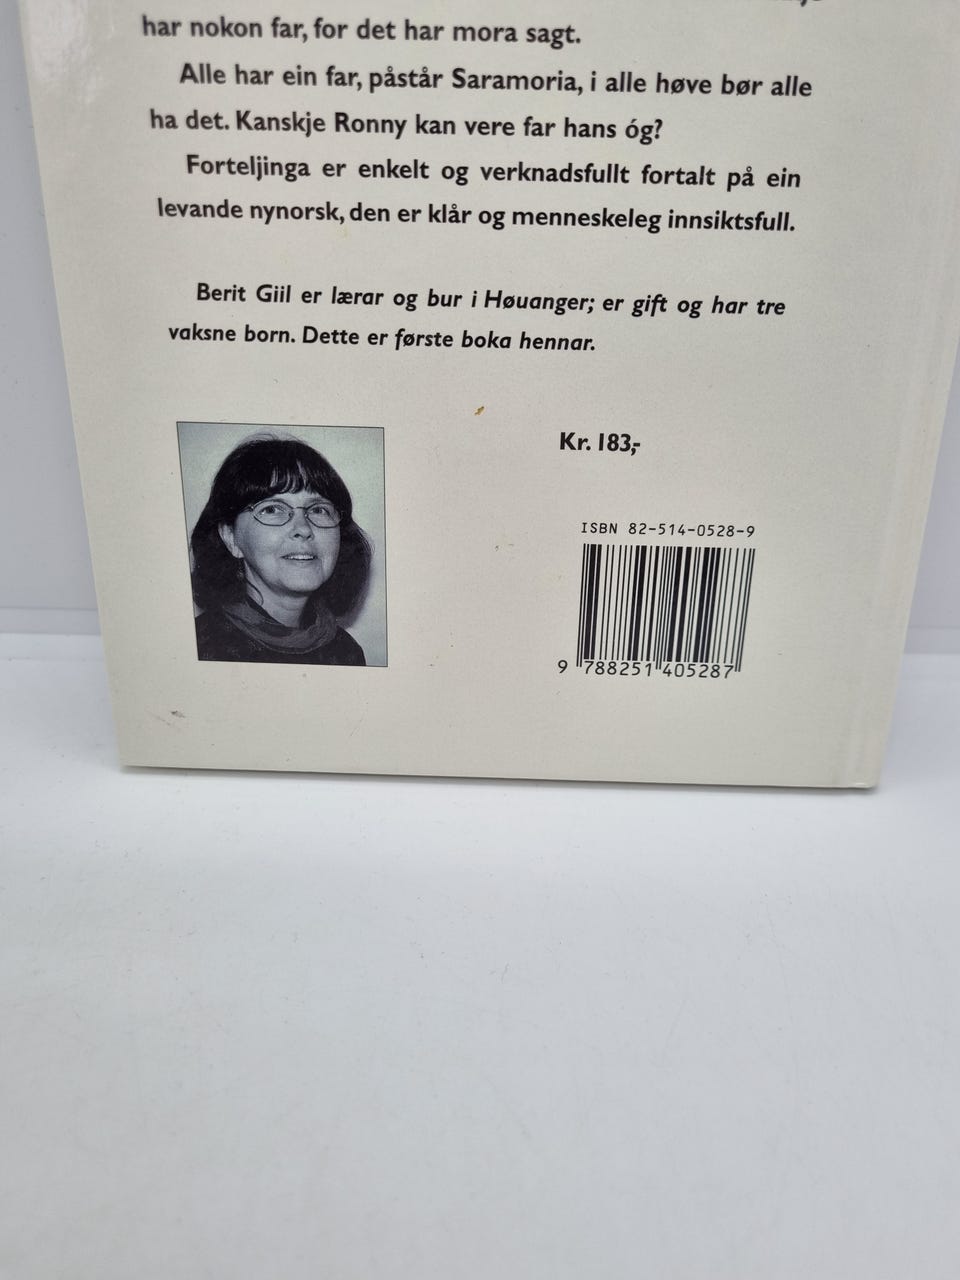 har nokon far, for det har mora sagt.
Alle har ein far, påstår Saramoria, i alle høve bør alle
ha det. Kanskje Ronny kan vere far hans óg?
Forteljinga er enkelt og verknadsfullt fortalt på ein
levande nynorsk, den er klår og menneskeleg innsiktsfull.
Berit Giil er lærar og bur i Høuanger; er gift og har tre
vaksne born. Dette er første boka hennar.
Kr. 183,-
ISBN 82-514-0528-9
9 788251 405287